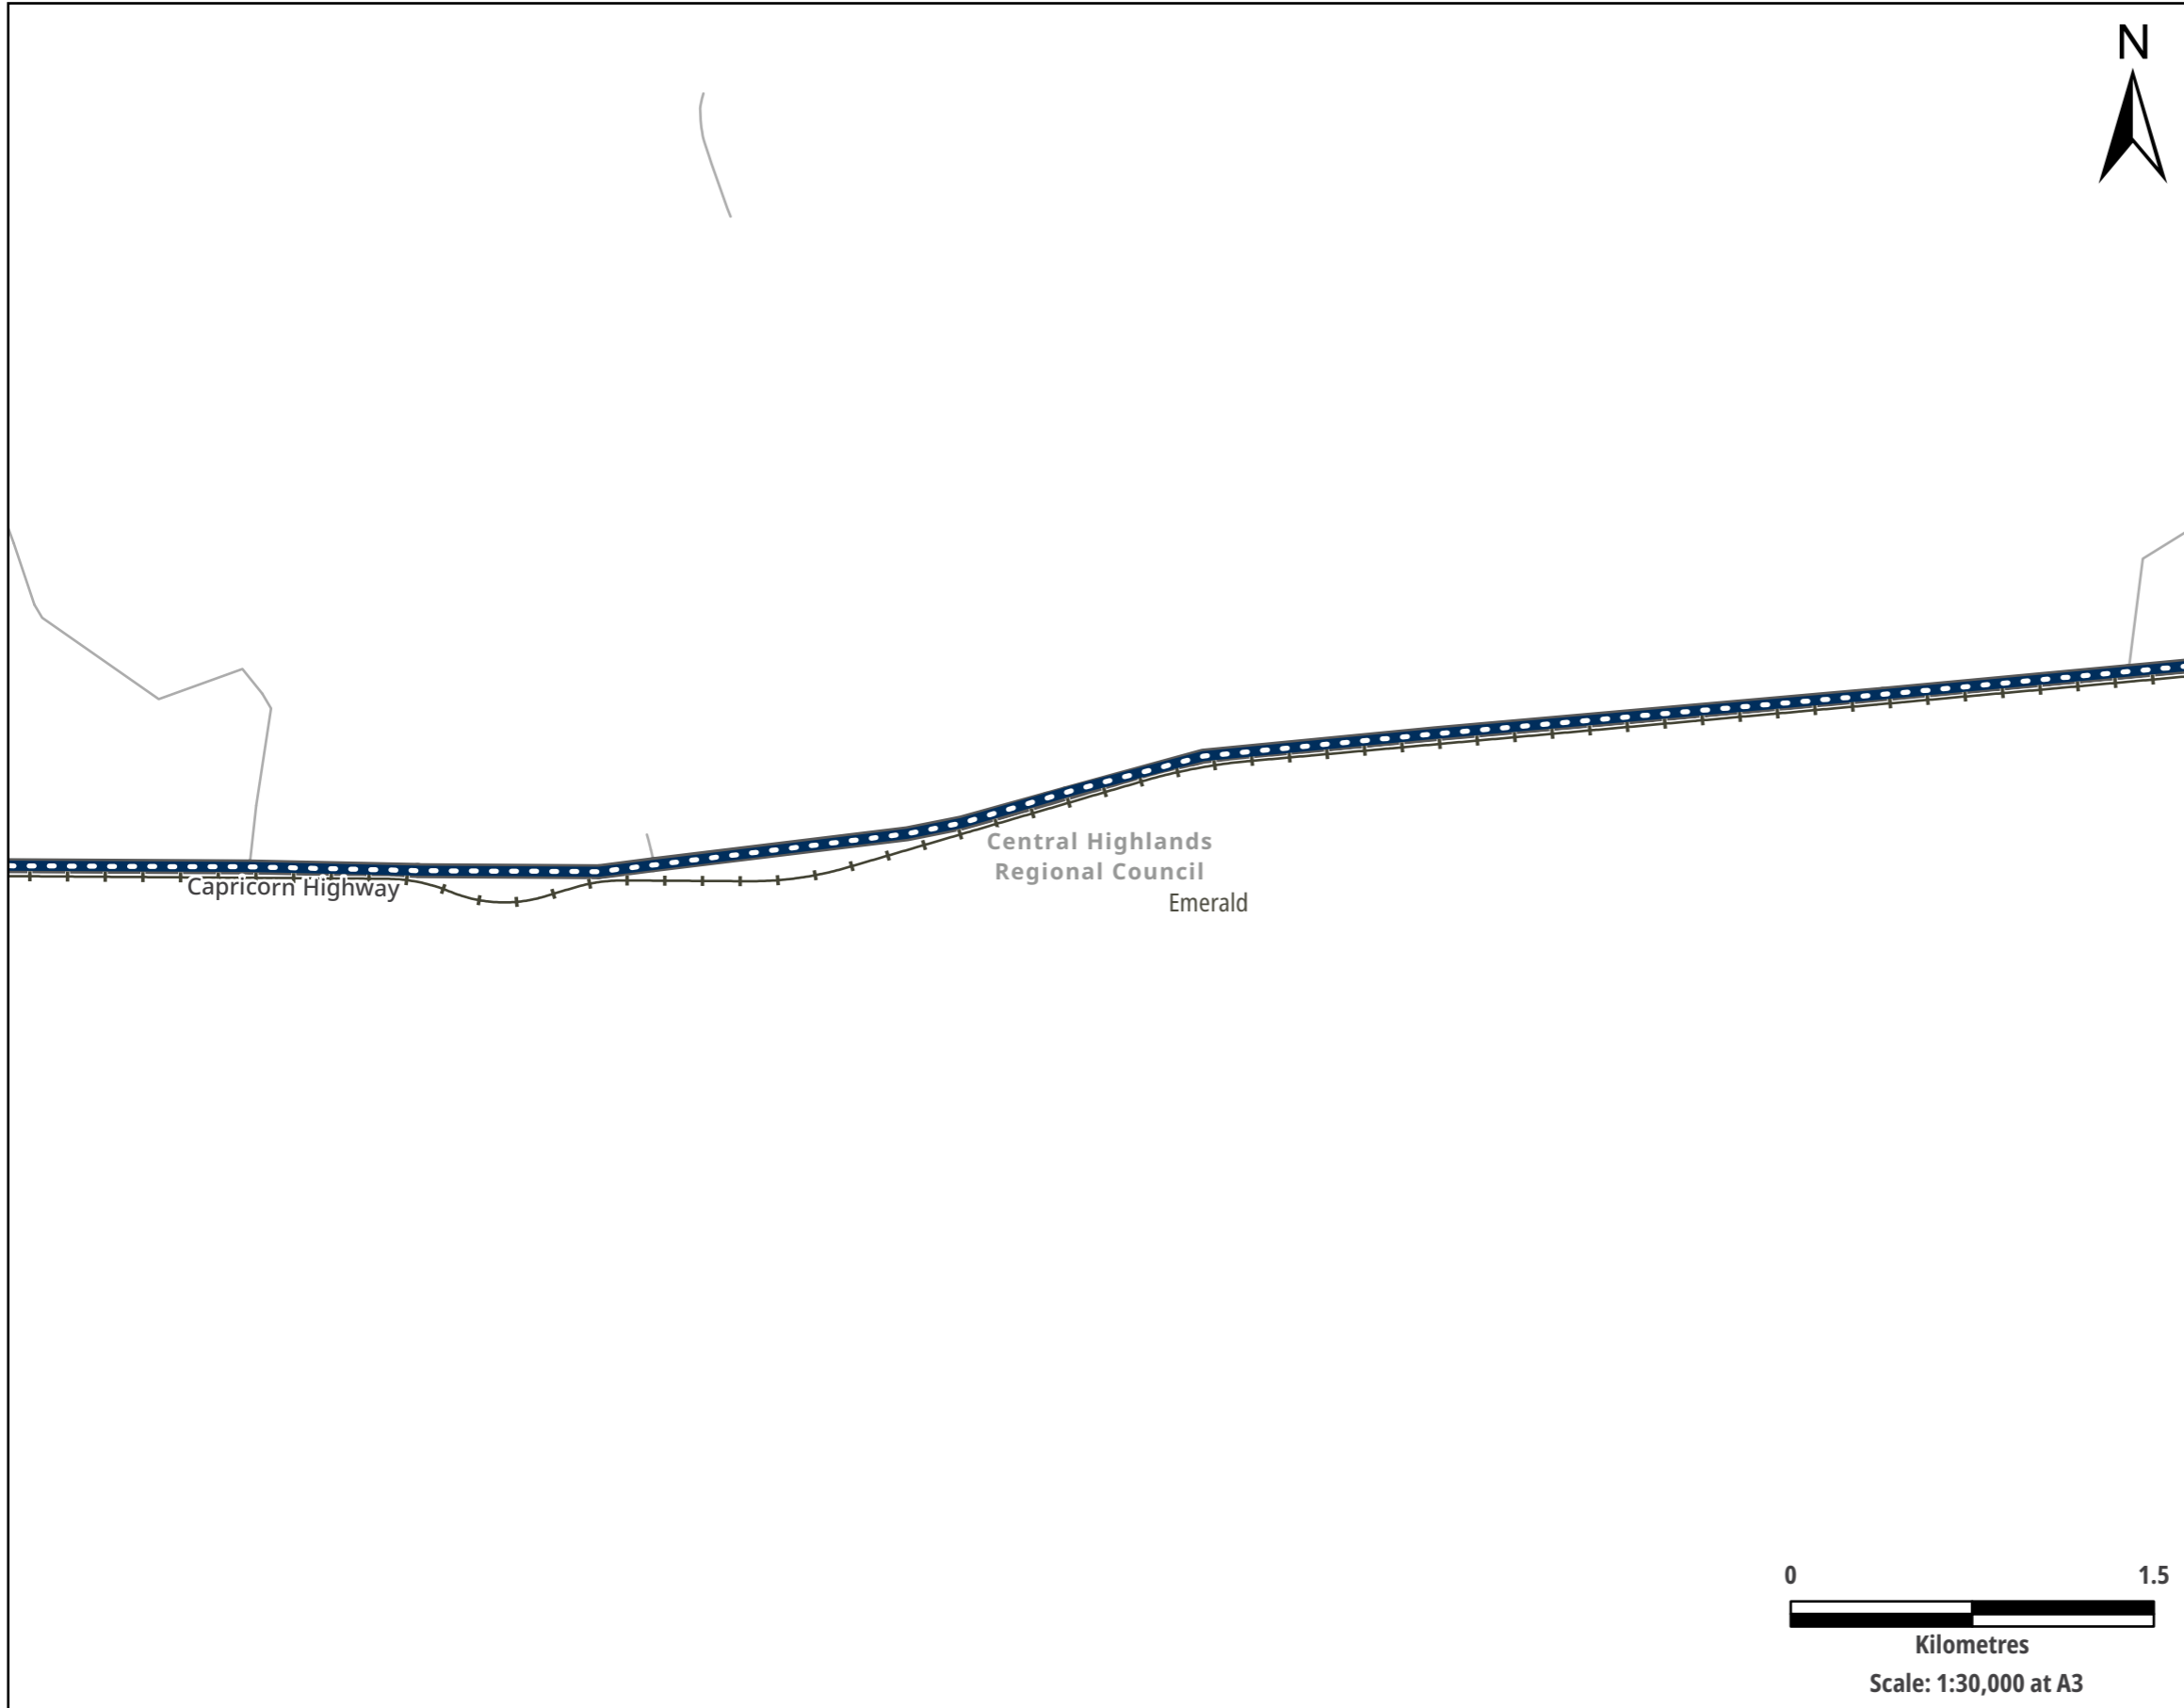 N
Central Highlands
Regional Council
Capricorn Highway
Emerald
0 1.5
Kilometres
Scale: 1:30,000 at A3